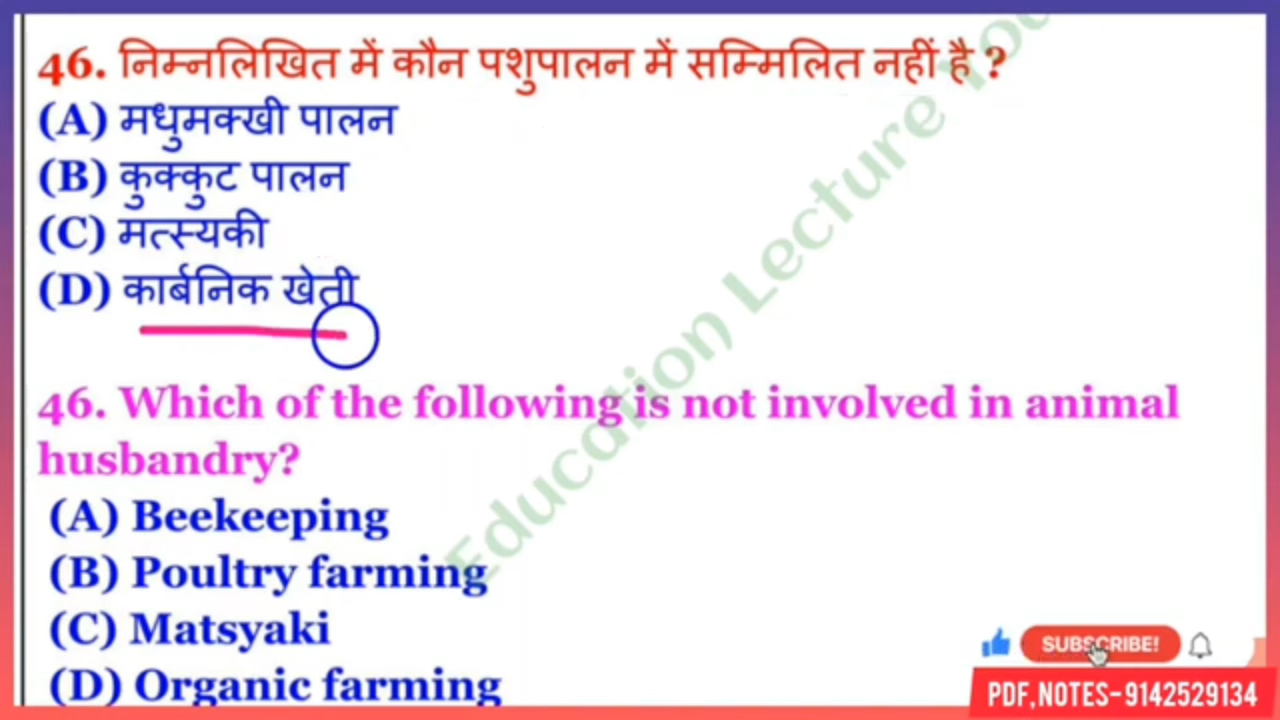 46. निम्नलिखित में कौन पशुपालन में सम्मिलित नहीं है ?
(A) मधुमक्खी पालन
(B) कुक्कुट पालन
(C) मत्स्यकी
(D) कार्बनिक खेती
46. Which of the following is not involved in animal
husbandry?
(A) Beekeeping
(B) Poultry farming
(C) Matsyaki
(D) Organic farming
Education Lecture
SUBSCRIBE!
PDF,NOTES-9142529134